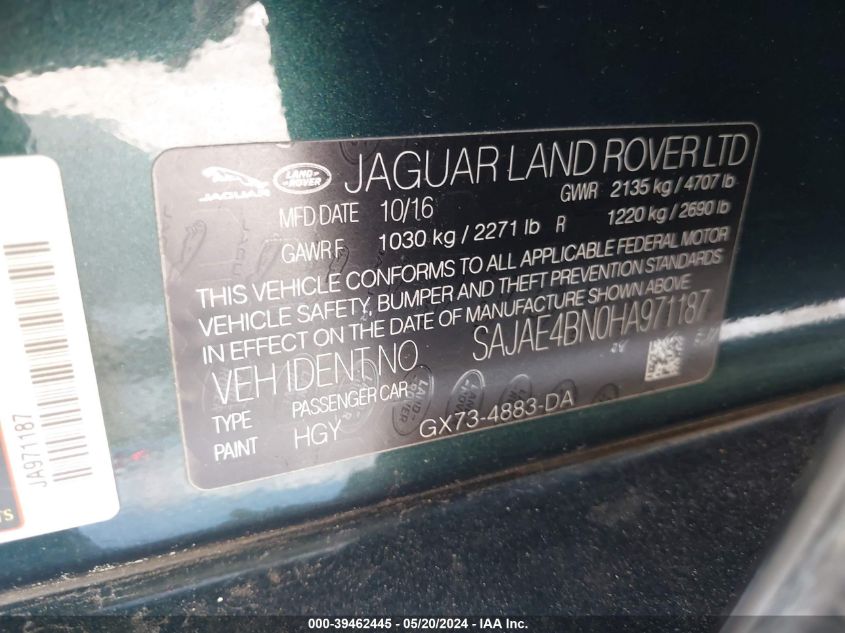 JAGUAR
LAND
ROVER
JAGUAR LAND ROVER LTD
MFD DATE 10/16 GWR 2135 kg / 4707 lb
GAWR F 1030 kg / 2271 lb R 1220 kg / 2690 lb
THIS VEHICLE CONFORMS TO ALL APPLICABLE FEDERAL MOTOR
VEHICLE SAFETY, BUMPER AND THEFT PREVENTION STANDARDS
IN EFFECT ON THE DATE OF MANUFACTURE SHOWN ABOVE
VEH IDENT NO SAJAE4BN0HA971187
TYPE PASSENGER CAR
PAINT HGY GX73-4883-DA
JA971187
000-39462445 - 05/20/2024 - IAA Inc.